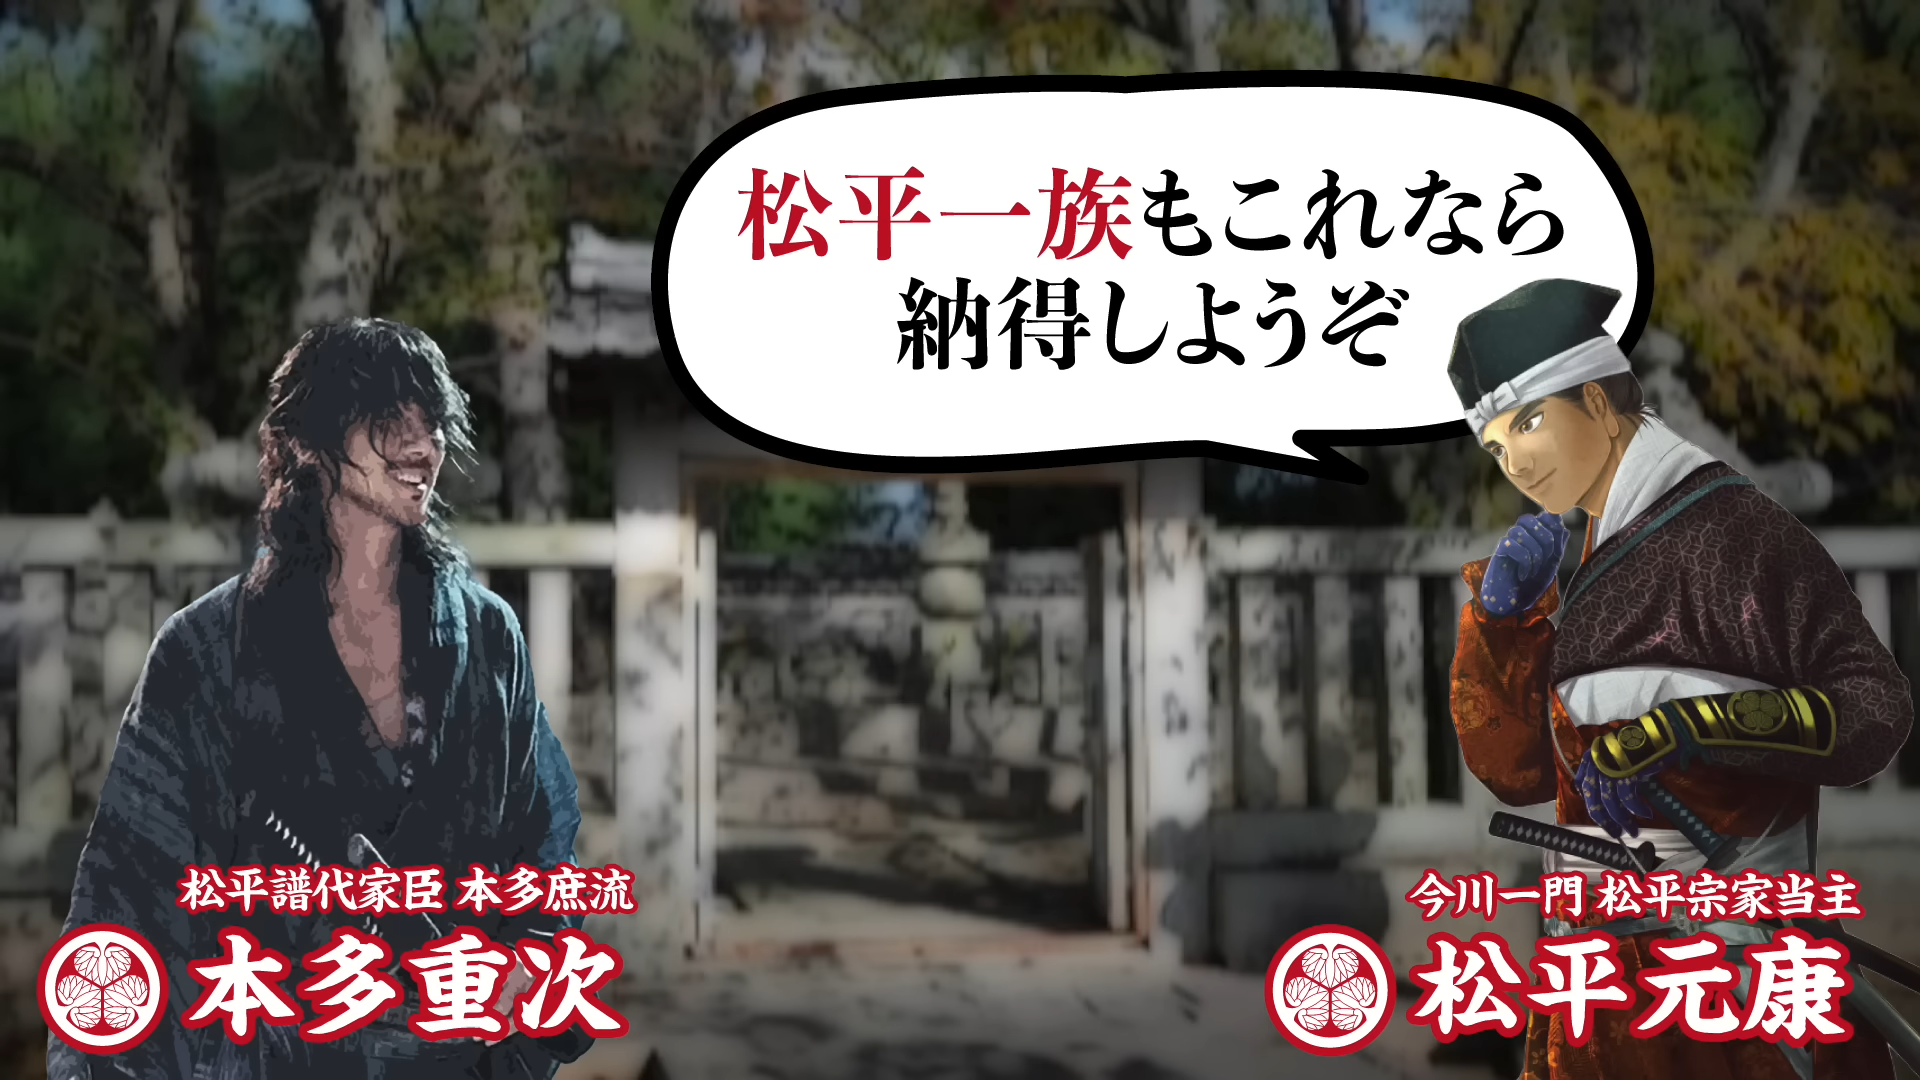 松平一族もこれなら
納得しようぞ
松平譜代家臣 本多庶流
本多重次
今川一門 松平宗家当主
松平元康